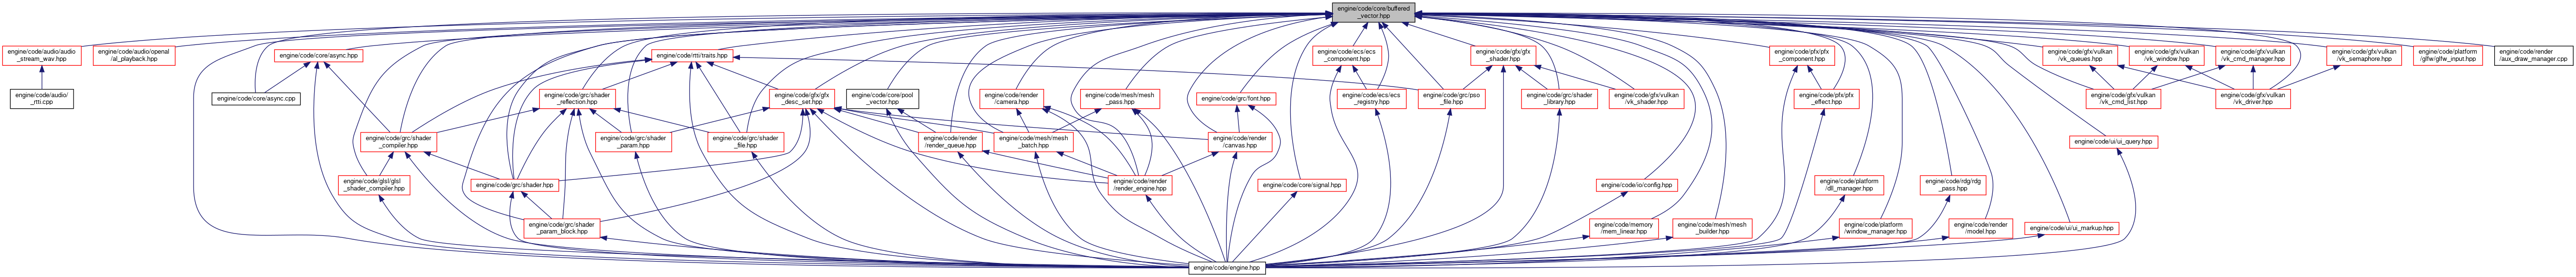 engine/code/core/buffered
_vector.hpp
engine/code/audio/audio
_stream_wav.hpp
engine/code/audio/openal
/al_playback.hpp
engine/code/core/async.hpp
engine/code/rtti/traits.hpp
engine/code/ecs/ecs
_component.hpp
engine/code/gfx/gfx
_shader.hpp
engine/code/pfx/pfx
_component.hpp
engine/code/gfx/vulkan
/vk_queues.hpp
engine/code/gfx/vulkan
/vk_window.hpp
engine/code/gfx/vulkan
/vk_cmd_manager.hpp
engine/code/gfx/vulkan
/vk_semaphore.hpp
engine/code/platform
/glfw/glfw_input.hpp
engine/code/render
/aux_draw_manager.cpp
engine/code/audio/
_rtti.cpp
engine/code/core/async.cpp
engine/code/grc/shader
_reflection.hpp
engine/code/gfx/gfx
_desc_set.hpp
engine/code/core/pool
_vector.hpp
engine/code/render
/camera.hpp
engine/code/mesh/mesh
_pass.hpp
engine/code/grc/font.hpp
engine/code/ecs/ecs
_registry.hpp
engine/code/grc/pso
_file.hpp
engine/code/grc/shader
_library.hpp
engine/code/gfx/vulkan
/vk_shader.hpp
engine/code/pfx/pfx
_effect.hpp
engine/code/gfx/vulkan
/vk_cmd_list.hpp
engine/code/gfx/vulkan
/vk_driver.hpp
engine/code/grc/shader
_compiler.hpp
engine/code/grc/shader
_param.hpp
engine/code/grc/shader
_file.hpp
engine/code/render
/render_queue.hpp
engine/code/mesh/mesh
_batch.hpp
engine/code/render
/canvas.hpp
engine/code/ui/ui_query.hpp
engine/code/glsl/glsl
_shader_compiler.hpp
engine/code/grc/shader.hpp
engine/code/render
/render_engine.hpp
engine/code/core/signal.hpp
engine/code/io/config.hpp
engine/code/platform
/dll_manager.hpp
engine/code/rdg/rdg
_pass.hpp
engine/code/grc/shader
_param_block.hpp
engine/code/memory
/mem_linear.hpp
engine/code/mesh/mesh
_builder.hpp
engine/code/platform
/window_manager.hpp
engine/code/render
/model.hpp
engine/code/ui/ui_markup.hpp
engine/code/engine.hpp